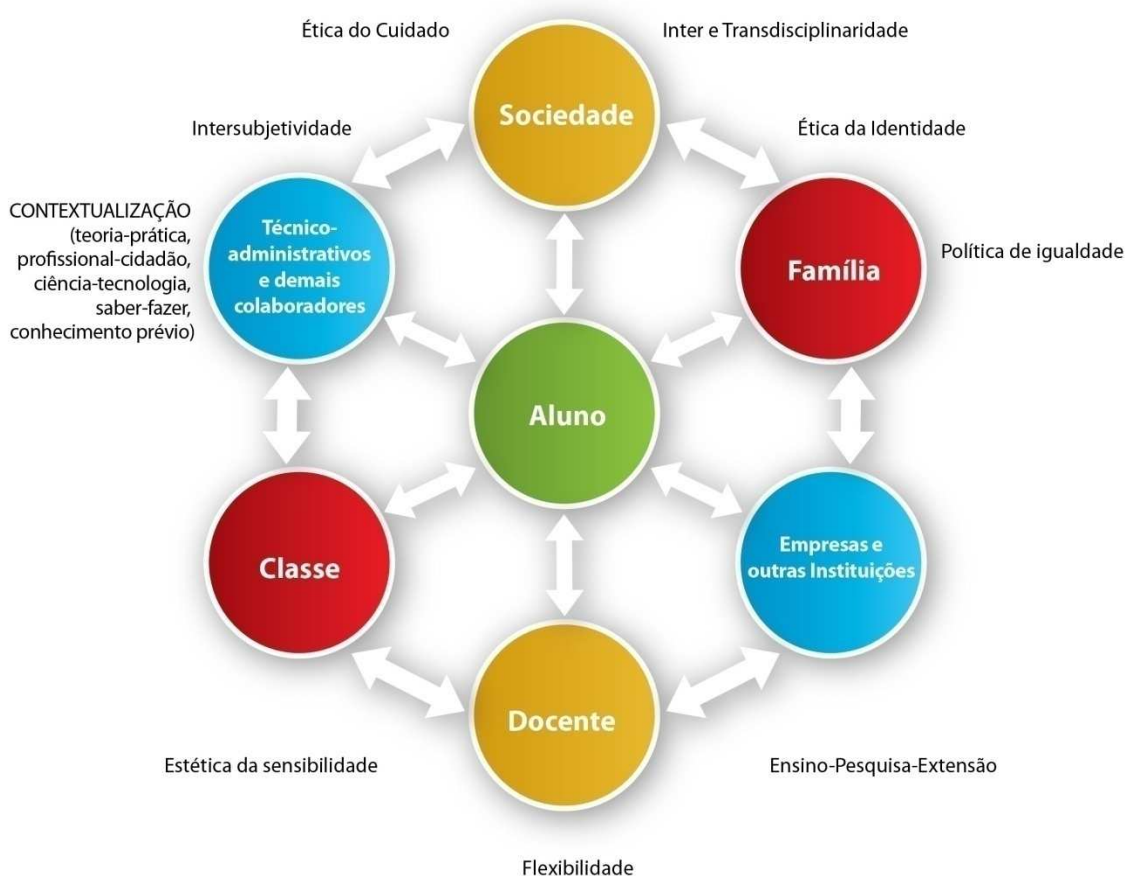 Ética do Cuidado
Inter e Transdisciplinaridade
Sociedade
Intersubjetividade
Ética da Identidade
CONTEXTUALIZAÇÃO
(teoria-prática,
profissional-cidadão,
ciência-tecnologia,
saber-fazer,
conhecimento prévio)
Técnico-
administrativos
e demais
colaboradores
Família
Política de igualdade
Aluno
Classe
Empresas e
outras Instituições
Docente
Estética da sensibilidade
Ensino-Pesquisa-Extensão
Flexibilidade